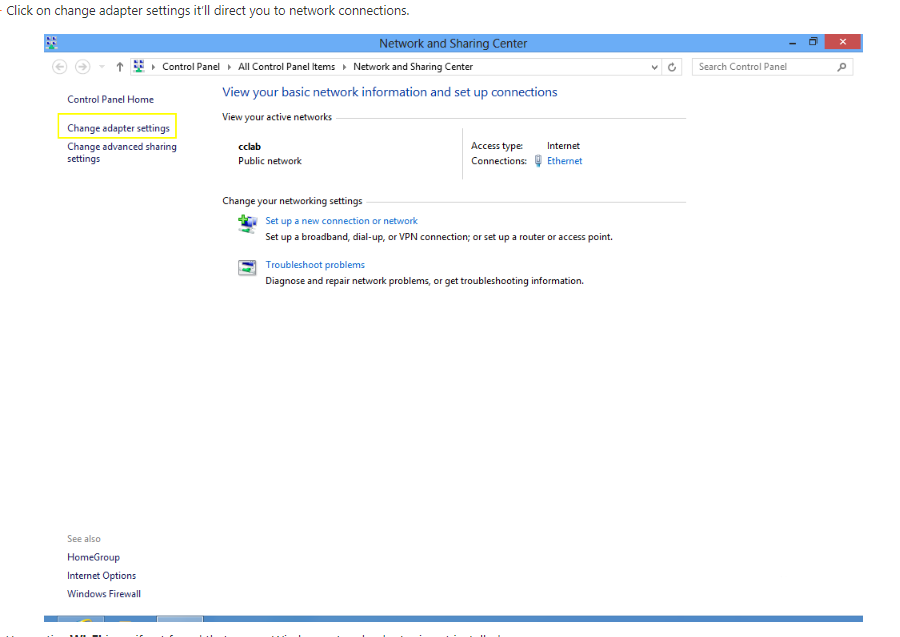 Click on change adapter settings it'll direct you to network connections.
Network and Sharing Center
Control Panel All Control Panel Items Network and Sharing Center
Search Control Panel
Control Panel Home
Change adapter settings
Change advanced sharing
settings
View your basic network information and set up connections
View your active networks
cclab
Public network
Access type: Internet
Connections: Ethernet
Change your networking settings
Set up a new connection or network
Set up a broadband, dial-up, or VPN connection; or set up a router or access point.
Troubleshoot problems
Diagnose and repair network problems, or get troubleshooting information.
See also
HomeGroup
Internet Options
Windows Firewall